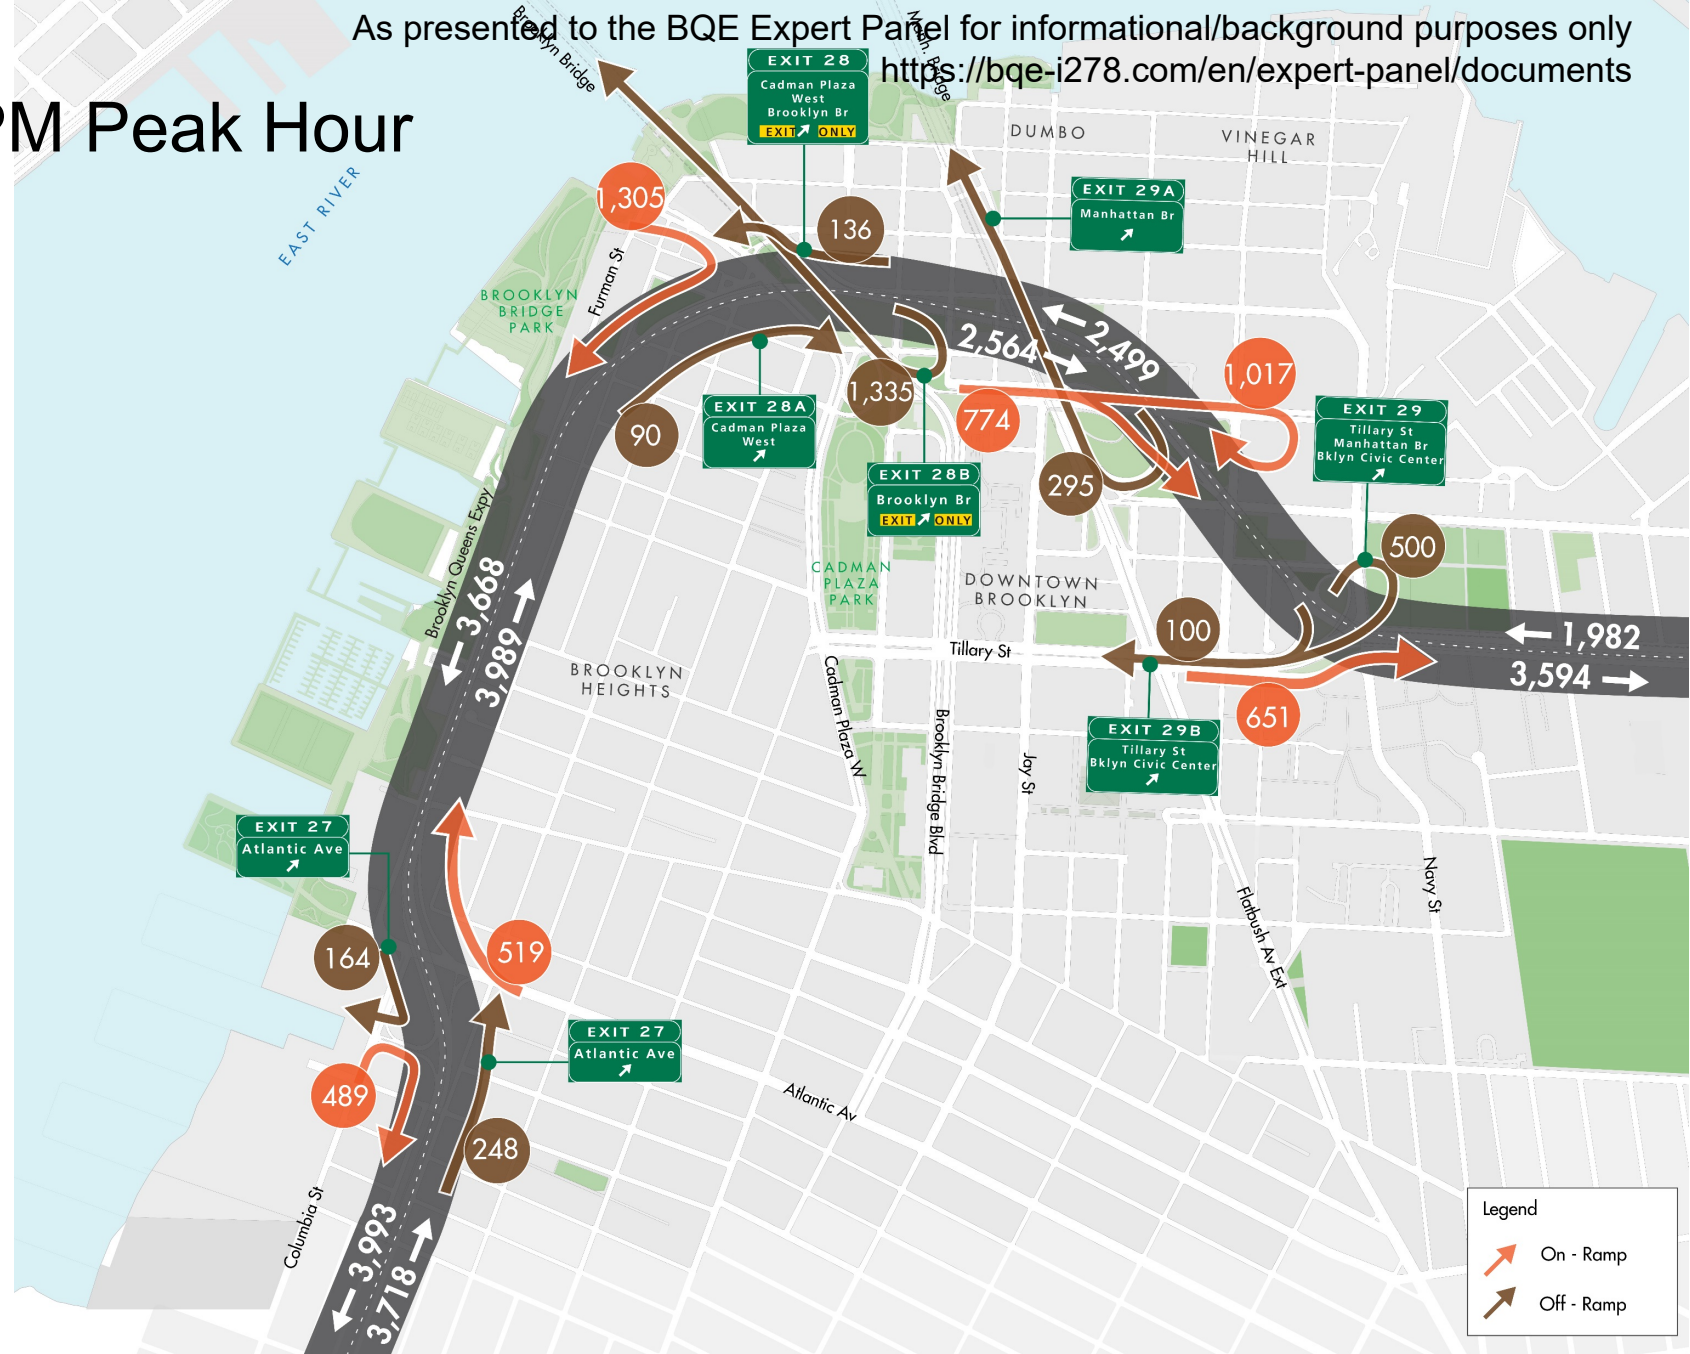 As presented to the BQE Expert Panel for informational/background purposes only
https://bqe-i278.com/en/expert-panel/documents
PM Peak Hour
Brooklyn Bridge
Manh. Bridge
EXIT 28
Cadman Plaza
West
Brooklyn Br
EXIT ONLY
DUMBO
VINEGAR
HILL
EAST RIVER
1,305
136
EXIT 29A
Manhattan Br
Furman St
BROOKLYN
BRIDGE
PARK
2,564
2,499
1,335
1,017
774
90
EXIT 28A
Cadman Plaza
West
EXIT 29
Tillary St
Manhattan Br
Bklyn Civic Center
EXIT 28B
Brooklyn Br
EXIT ONLY
295
500
Brooklyn Queens Expy
3,668
3,989
CADMAN
PLAZA
PARK
DOWNTOWN
BROOKLYN
100
1,982
3,594
Tillary St
BROOKLYN
HEIGHTS
651
Cadman Plaza W
Brooklyn Bridge Blvd
Jay St
EXIT 29B
Tillary St
Bklyn Civic Center
EXIT 27
Atlantic Ave
Navy St
Flatbush Av Ext
164
519
EXIT 27
Atlantic Ave
489
Atlantic Av
248
Columbia St
3,993
3,718
Legend
On - Ramp
Off - Ramp